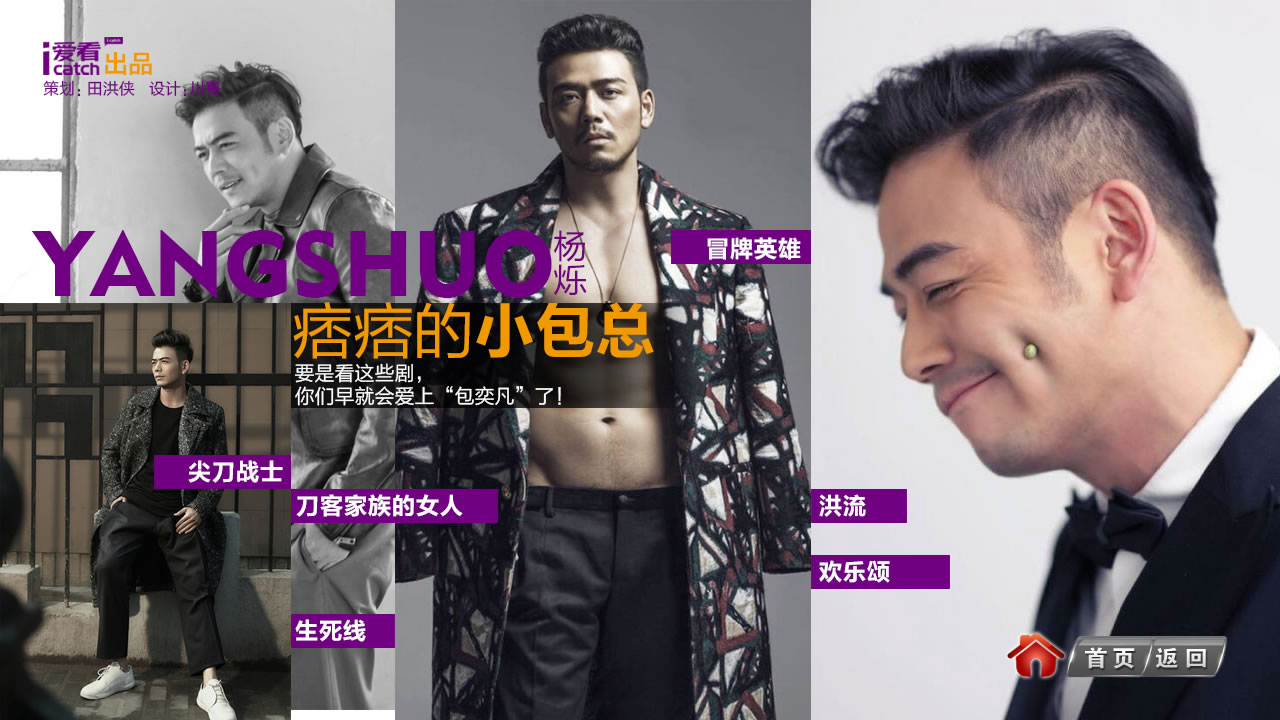 i爱看
catch 出品
i catch
策划：田洪侠 设计：川
YANGSHUO
杨烁
痞痞的小包总
要是看这些剧，
你们早就会爱上“包奕凡”了！
冒牌英雄
尖刀战士
刀客家族的女人
洪流
欢乐颂
生死线
首页 返回